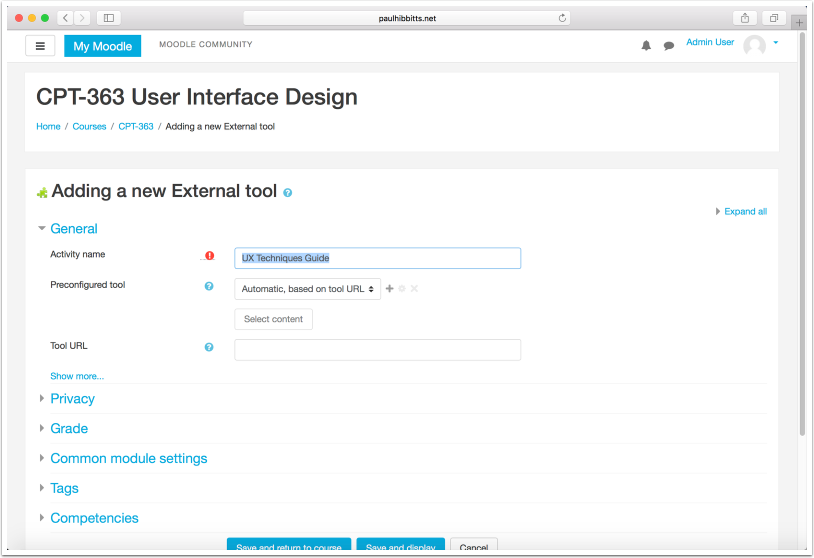 paulhibbitts.net
My Moodle MOODLE COMMUNITY Admin User
CPT-363 User Interface Design
Home / Courses / CPT-363 / Adding a new External tool
Adding a new External tool
Expand all
General
Activity name
UX Techniques Guide
Preconfigured tool
Automatic, based on tool URL
Select content
Tool URL
Show more...
Privacy
Grade
Common module settings
Tags
Competencies
Save and return to course Save and display Cancel